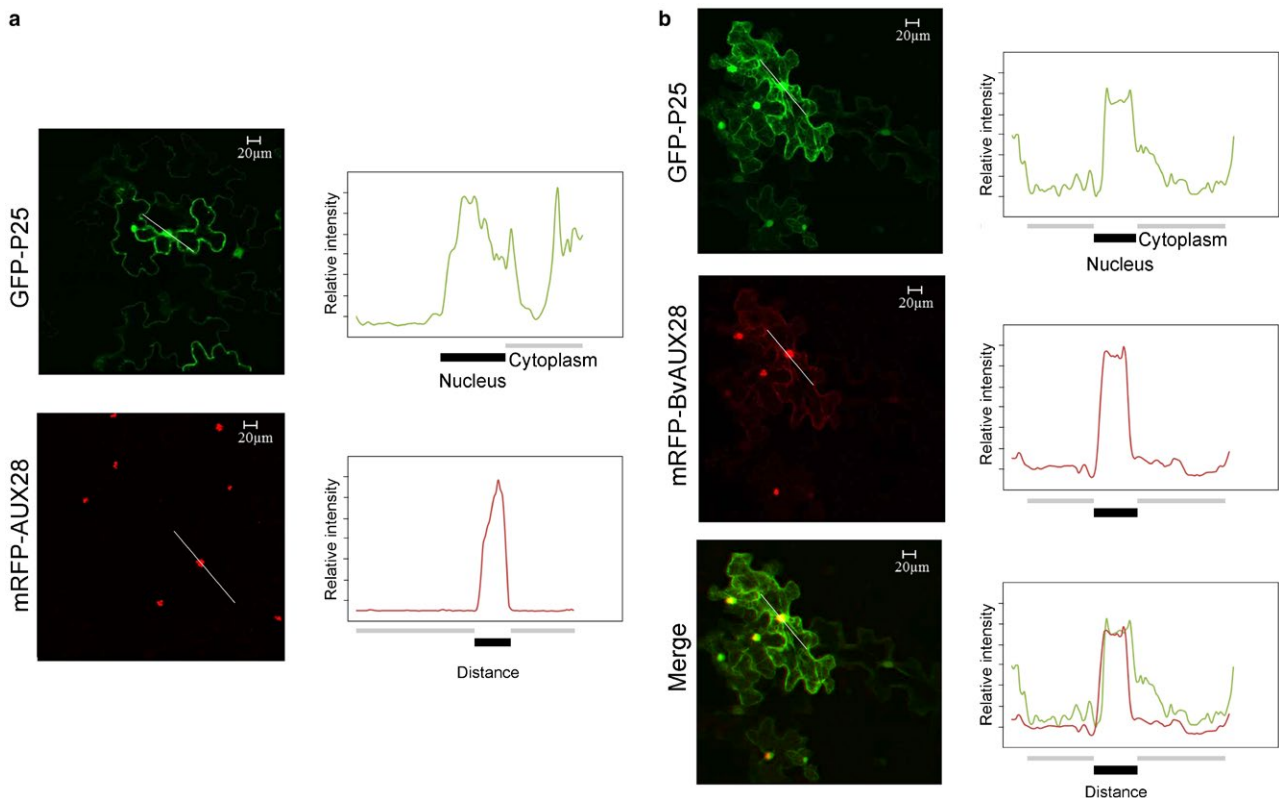 a
GFP-P25
20μm
Relative intensity
Nucleus
Cytoplasm
mRFP-AUX28
20μm
Relative intensity
Distance
b
GFP-P25
20μm
Relative intensity
Cytoplasm
Nucleus
mRFP-BvAUX28
20μm
Relative intensity
Merge
20μm
Relative intensity
Distance